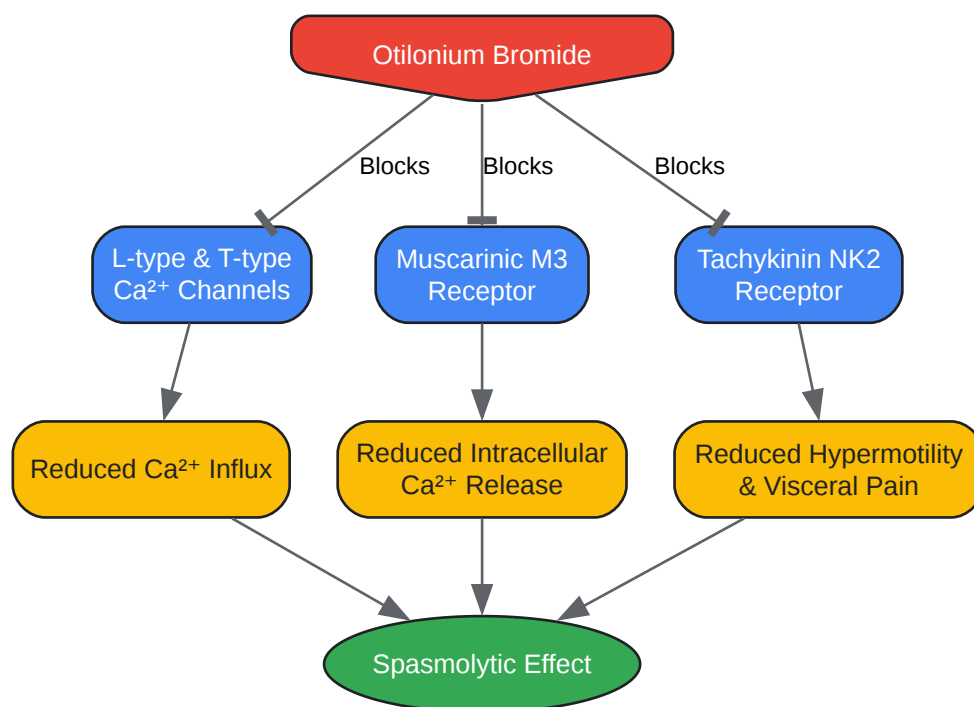 Otilonium Bromide
Blocks
Blocks
Blocks
L-type & T-type
Ca²⁺ Channels
Muscarinic M3
Receptor
Tachykinin NK2
Receptor
Reduced Ca²⁺ Influx
Reduced Intracellular
Ca²⁺ Release
Reduced Hypermotility
& Visceral Pain
Spasmolytic Effect